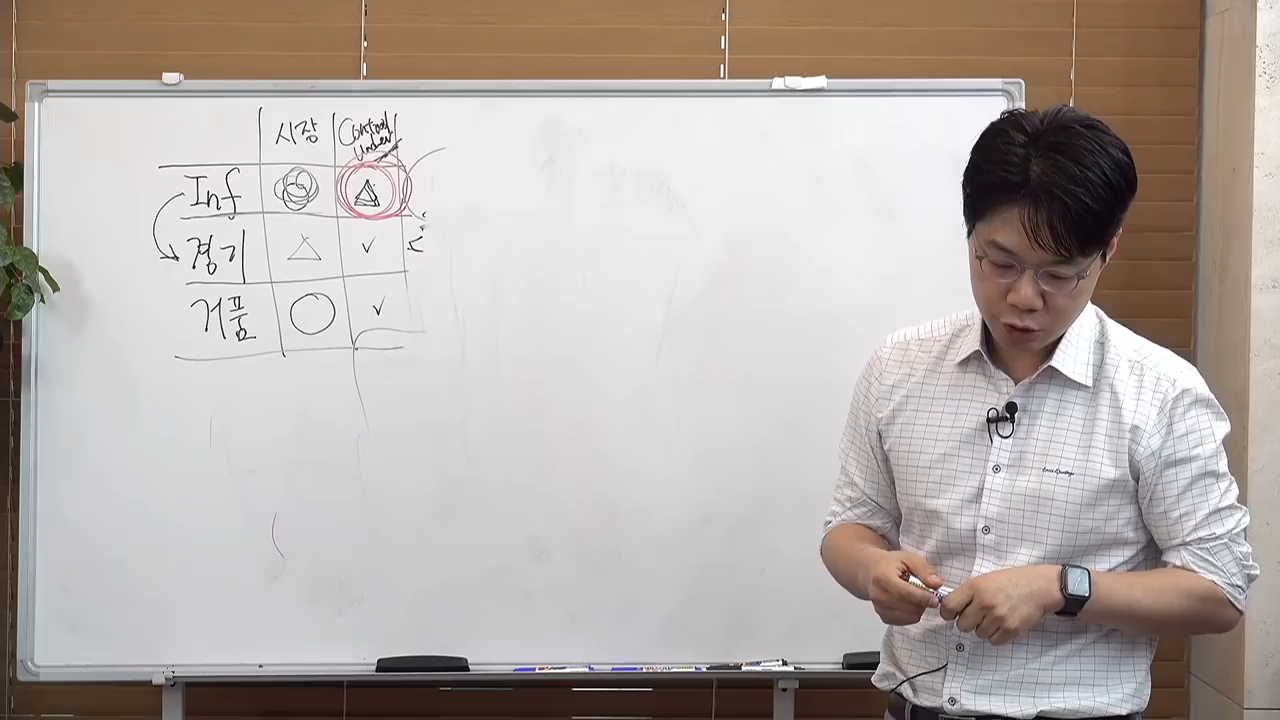 시장 Control
under
Inf
경기
거품